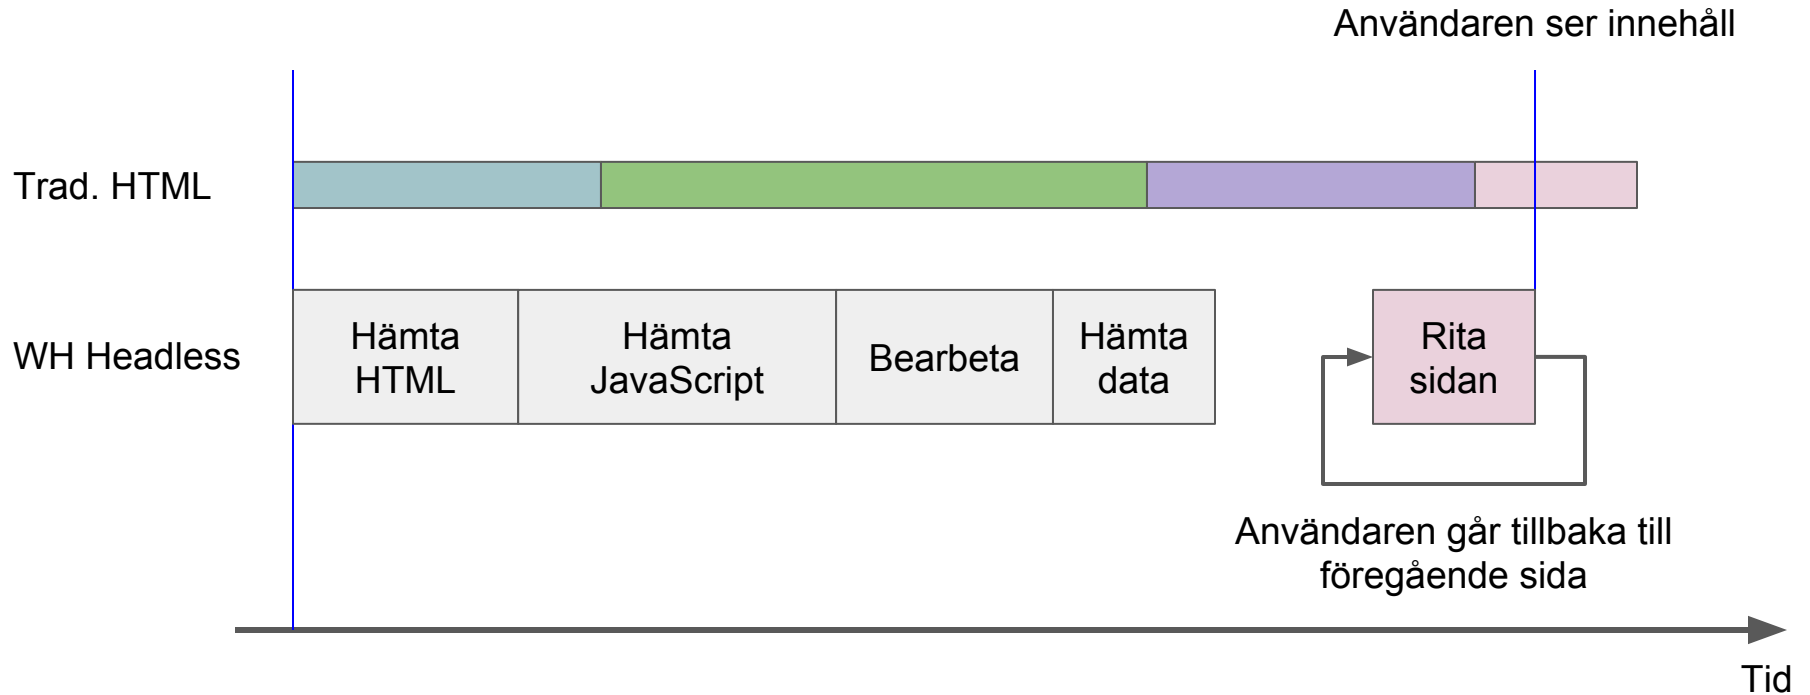 Användaren ser innehåll
Trad. HTML
WH Headless
Hämta
HTML
Hämta
JavaScript
Bearbeta
Hämta
data
Rita
sidan
Användaren går tillbaka till
föregående sida
Tid